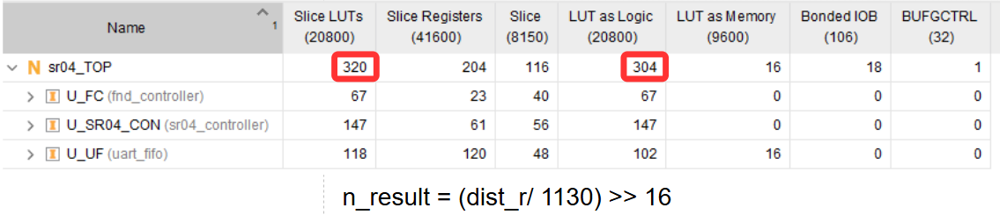 Name 1 Slice LUTs (20800) Slice Registers (41600) Slice (8150) LUT as Logic (20800) LUT as Memory (9600) Bonded IOB (106) BUFGCTRL (32)
N sr04_TOP 320 204 116 304 16 18 1
I U_FC (fnd_controller) 67 23 40 67 0 0 0
I U_SR04_CON (sr04_controller) 147 61 56 147 0 0 0
I U_UF (uart_fifo) 118 120 48 102 16 0 0
n_result = (dist_r/ 1130) >> 16